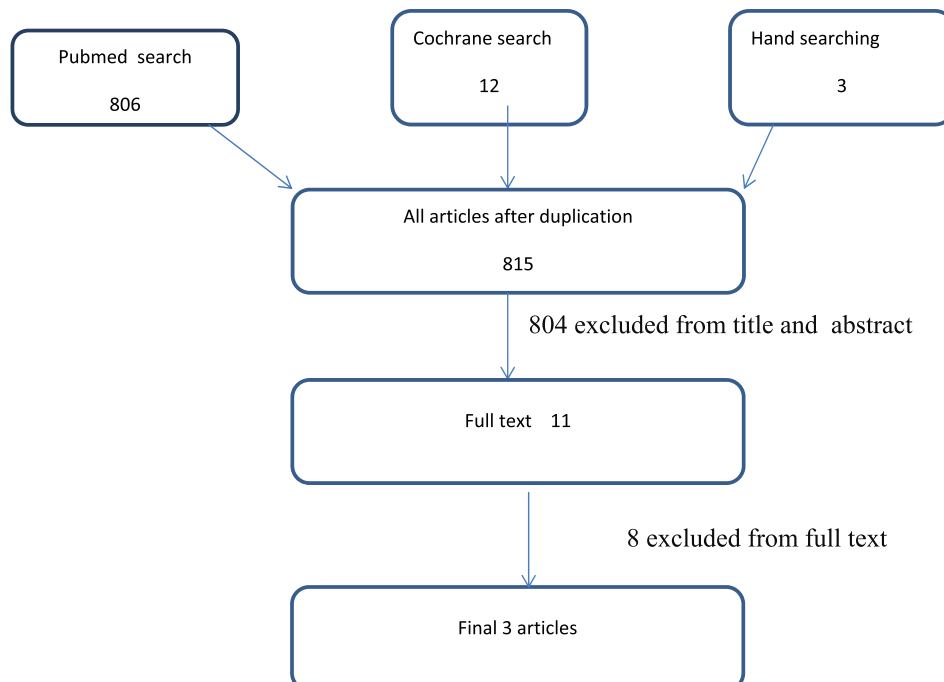 Pubmed search
806
Cochrane search
12
Hand searching
3
All articles after duplication
815
804 excluded from title and abstract
Full text 11
8 excluded from full text
Final 3 articles